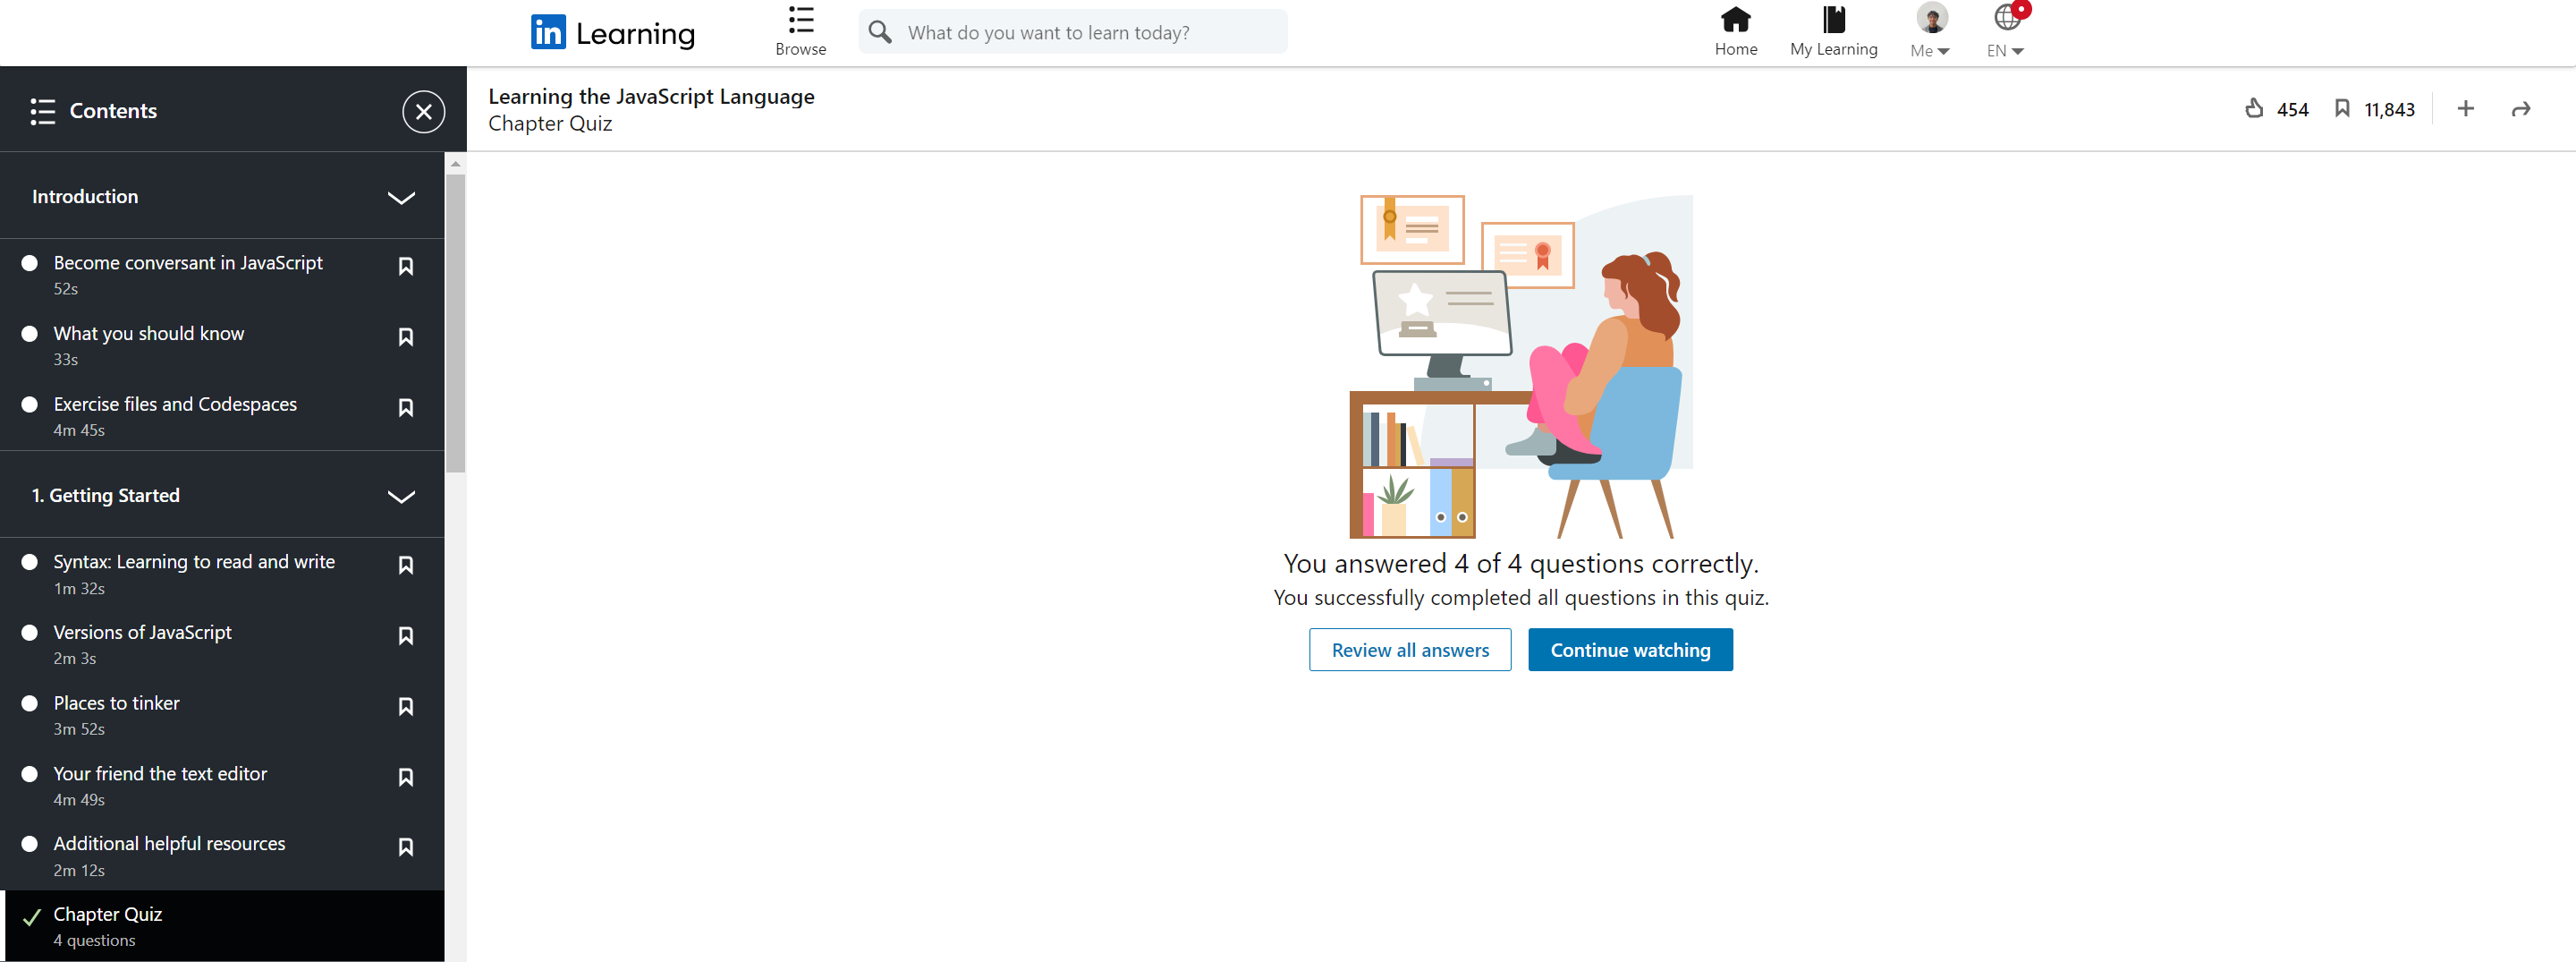 in Learning
Browse
What do you want to learn today?
Home
My Learning
Me
EN
Contents
Learning the JavaScript Language
Chapter Quiz
454
11,843
Introduction
Become conversant in JavaScript
52s
What you should know
33s
Exercise files and Codespaces
4m 45s
1. Getting Started
Syntax: Learning to read and write
1m 32s
Versions of JavaScript
2m 3s
Places to tinker
3m 52s
Your friend the text editor
4m 49s
Additional helpful resources
2m 12s
Chapter Quiz
4 questions
You answered 4 of 4 questions correctly.
You successfully completed all questions in this quiz.
Review all answers
Continue watching